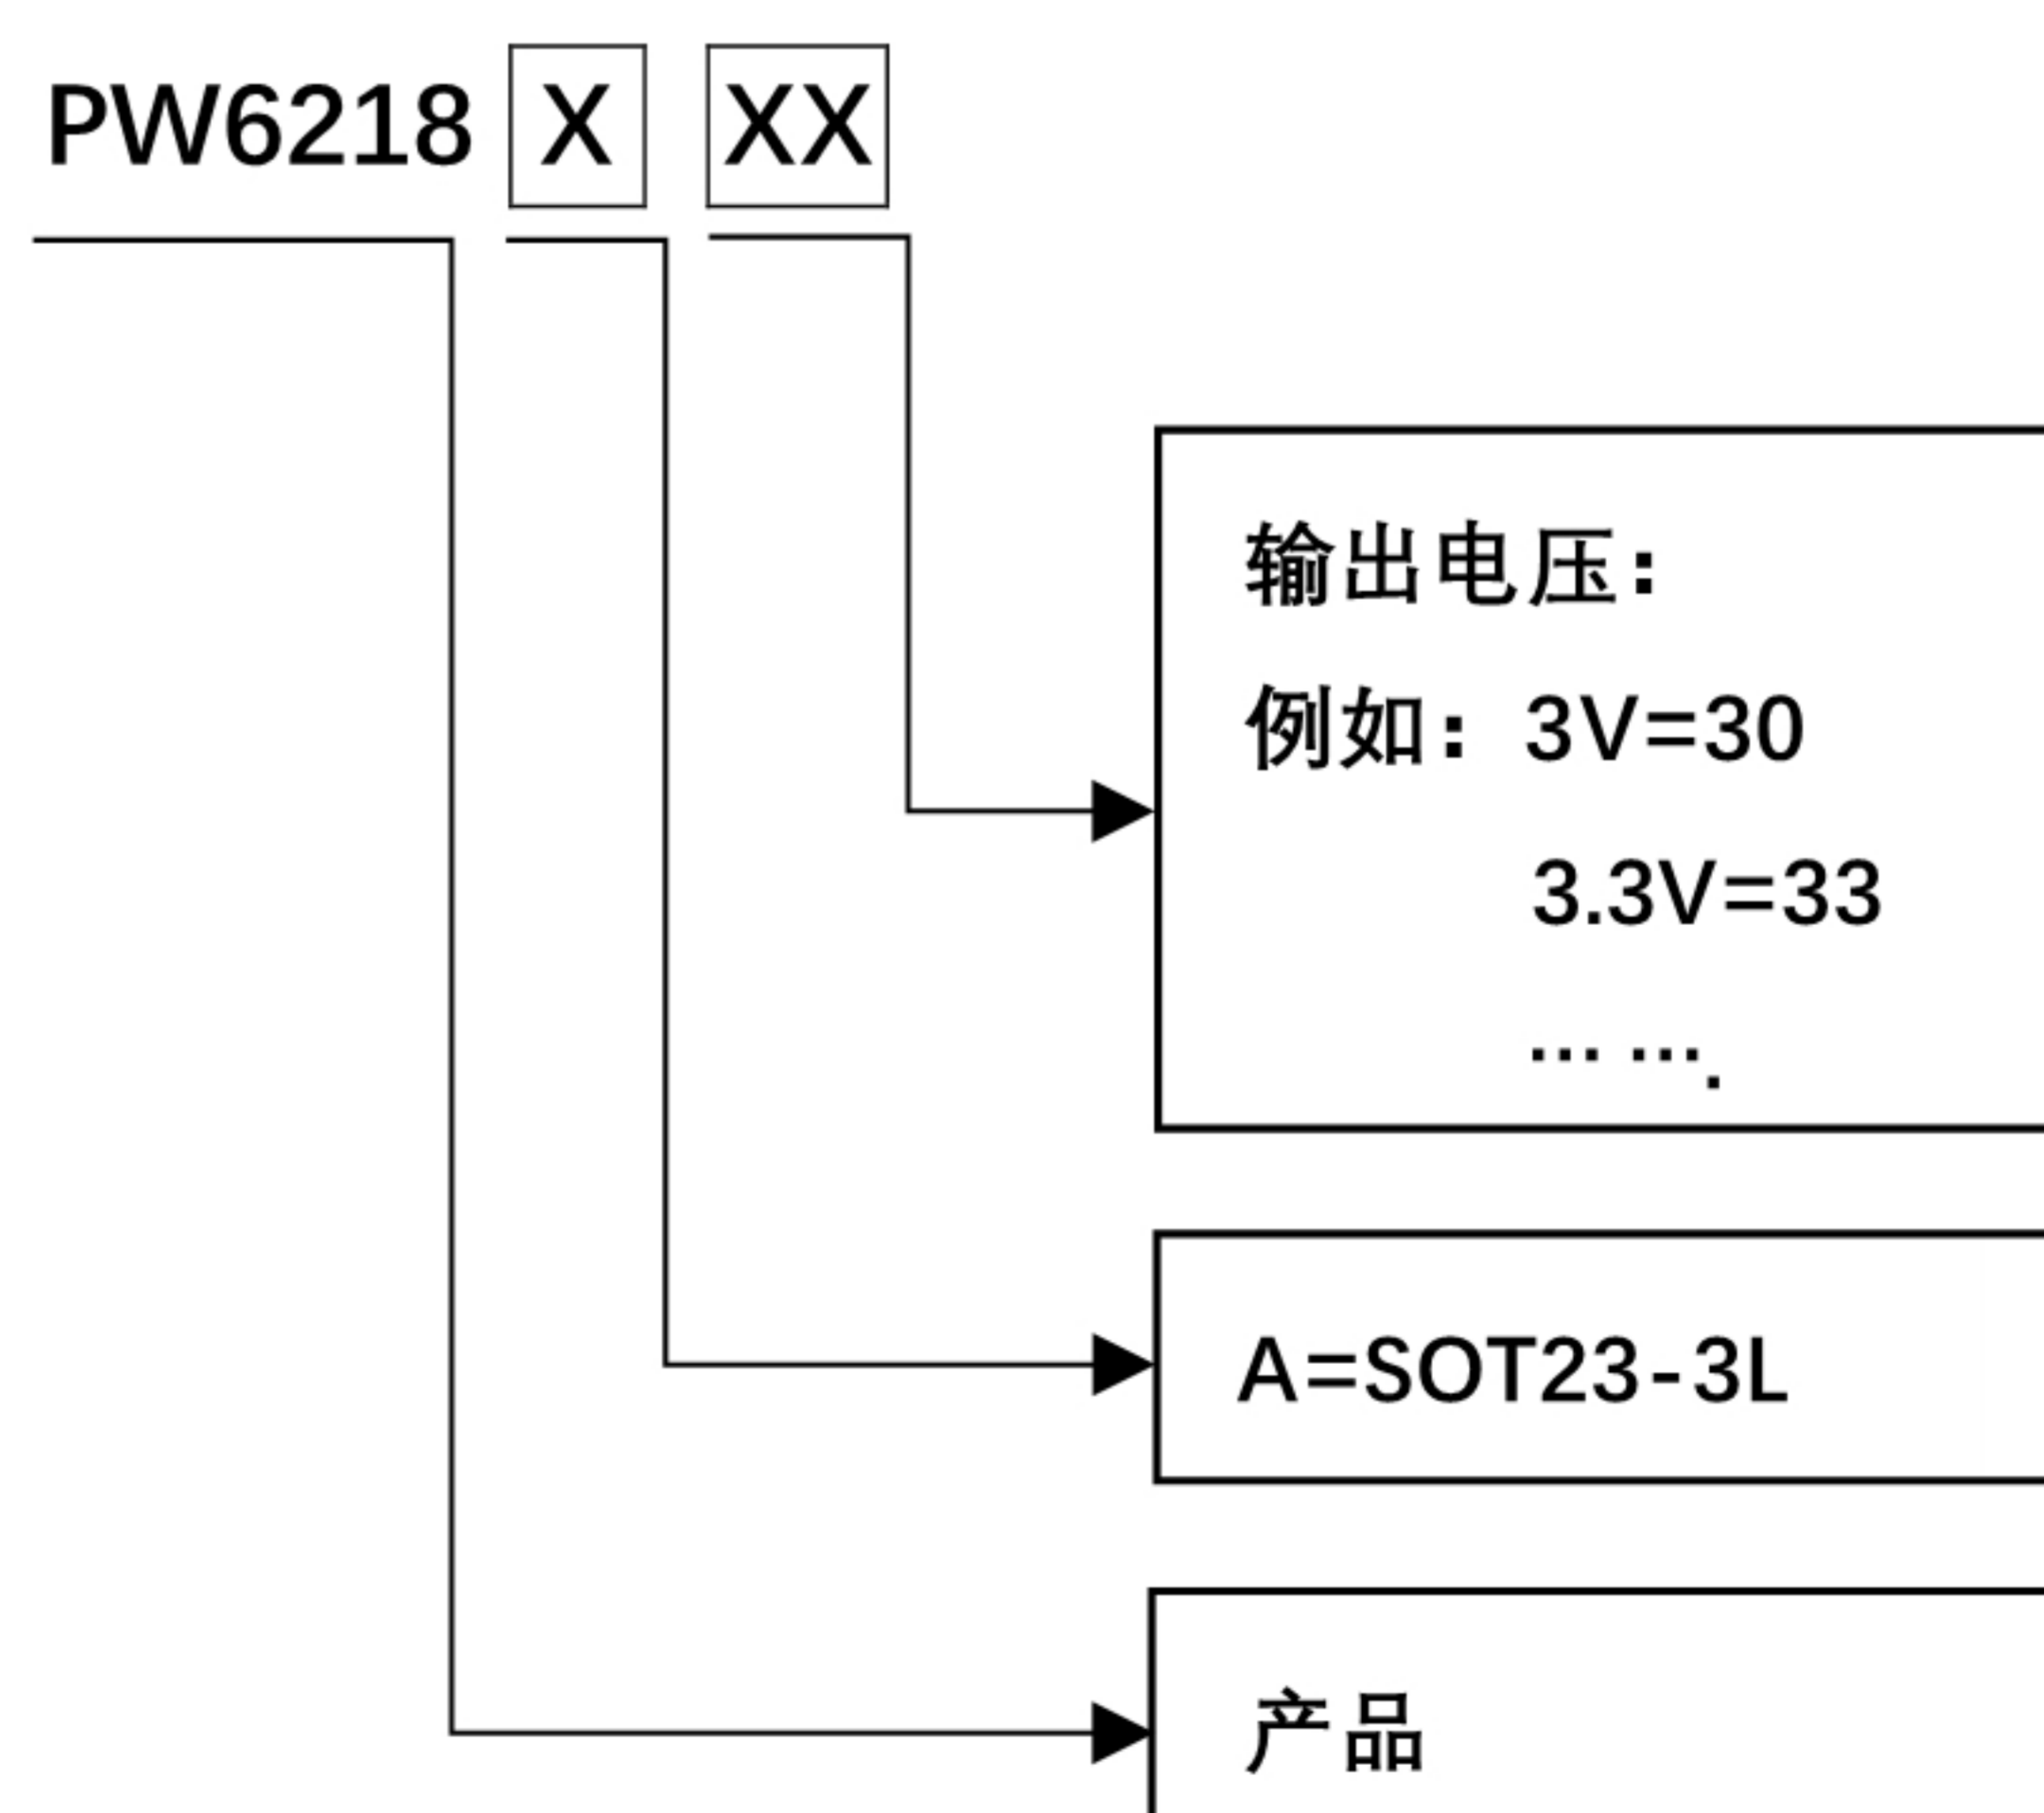 PW6218 X XX
输出电压:
例如: 3V=30
3.3V=33
… ….
A=SOT23-3L
产品